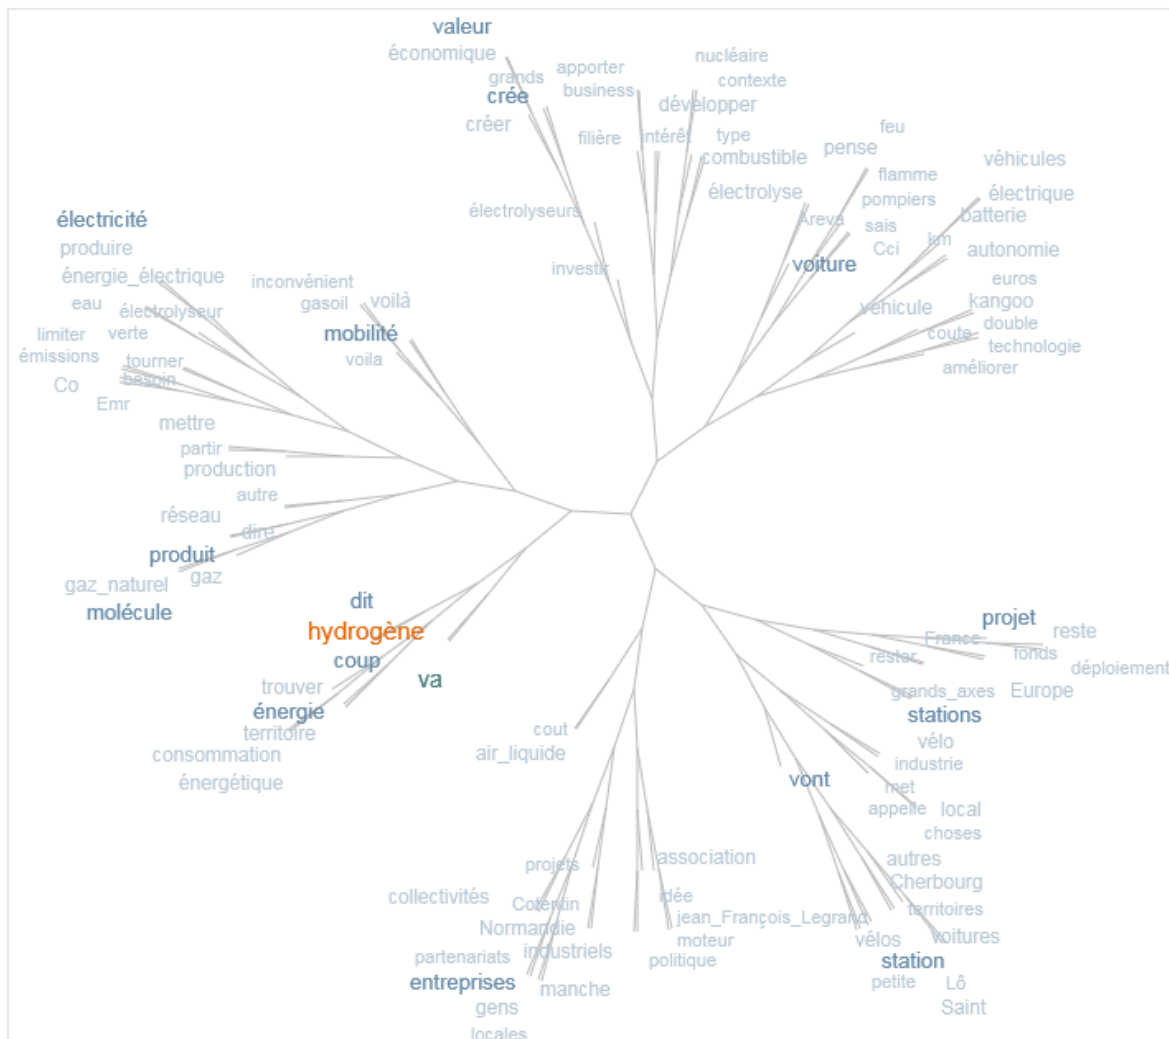 valeur
économique
grands
crée
créer
apporter
business
nucléaire
contexte
développer
filière
intérêt
type
combustible
électrolyse
électrolyseurs
investir
feu
pense
flamme
pompiers
Areva
sais
Cci
voiture
véhicules
électrique
batterie
km
autonomie
euros
kangoo
véhicule
coute
double
technologie
améliorer
électricité
produire
énergie_électrique
eau
électrolyseur
limiter
verte
émissions
tourner
besoin
Co
Emr
inconvénient
gasoil
voilà
mobilité
voila
mettre
partir
production
autre
réseau
dire
produit
gaz_naturel
gaz
molécule
dit
hydrogène
coup
va
trouver
énergie
territoire
consommation
énergétique
cout
air_liquide
projet
France
reste
rester
fonds
déploiement
grands_axes
Europe
stations
vélo
industrie
vont
met
appelle
local
choses
autres
Cherbourg
territoires
vélos
voitures
station
petite
Lô
Saint
projets
association
collectivités
Cotentin
idée
Normandie
jean_François_Legrand
industriels
moteur
partenariats
politique
entreprises
manche
gens
locales